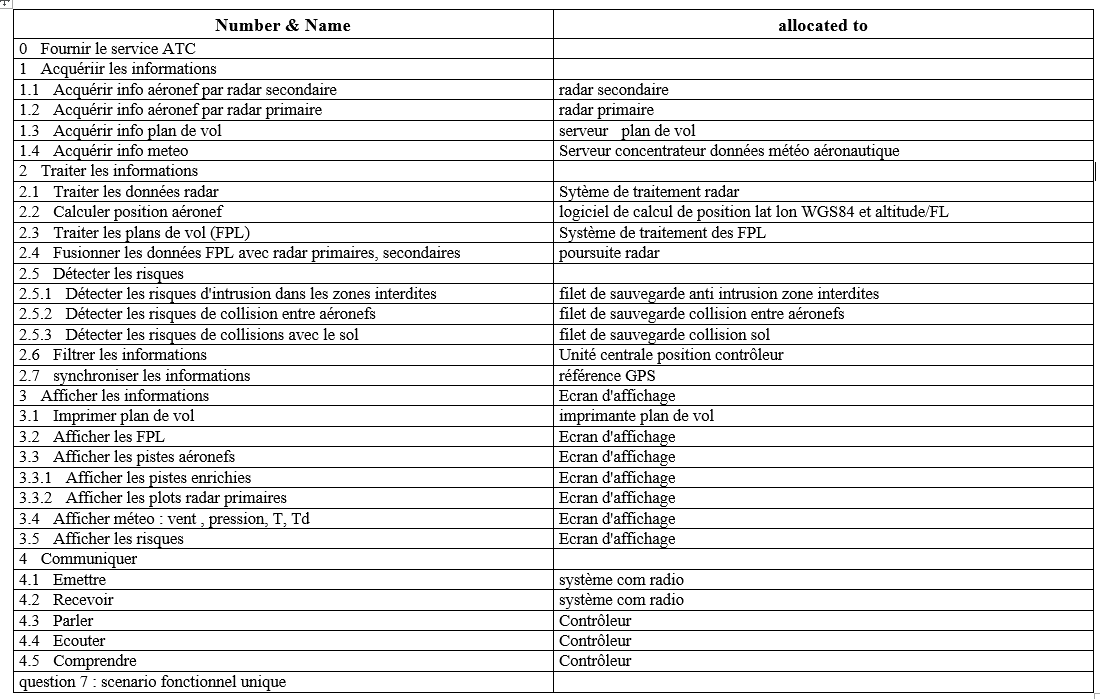 Number & Name allocated to
0 Fournir le service ATC
1 Acquériir les informations
1.1 Acquérir info aéronef par radar secondaire radar secondaire
1.2 Acquérir info aéronef par radar primaire radar primaire
1.3 Acquérir info plan de vol serveur plan de vol
1.4 Acquérir info meteo Serveur concentrateur données météo aéronautique
2 Traiter les informations
2.1 Traiter les données radar Sytème de traitement radar
2.2 Calculer position aéronef logiciel de calcul de position lat lon WGS84 et altitude/FL
2.3 Traiter les plans de vol (FPL) Système de traitement des FPL
2.4 Fusionner les données FPL avec radar primaires, secondaires poursuite radar
2.5 Détecter les risques
2.5.1 Détecter les risques d'intrusion dans les zones interdites filet de sauvegarde anti intrusion zone interdites
2.5.2 Détecter les risques de collision entre aéronefs filet de sauvegarde collision entre aéronefs
2.5.3 Détecter les risques de collisions avec le sol filet de sauvegarde collision sol
2.6 Filtrer les informations Unité centrale position contrôleur
2.7 synchroniser les informations référence GPS
3 Afficher les informations Ecran d'affichage
3.1 Imprimer plan de vol imprimante plan de vol
3.2 Afficher les FPL Ecran d'affichage
3.3 Afficher les pistes aéronefs Ecran d'affichage
3.3.1 Afficher les pistes enrichies Ecran d'affichage
3.3.2 Afficher les plots radar primaires Ecran d'affichage
3.4 Afficher méteo : vent , pression, T, Td Ecran d'affichage
3.5 Afficher les risques Ecran d'affichage
4 Communiquer
4.1 Emettre système com radio
4.2 Recevoir système com radio
4.3 Parler Contrôleur
4.4 Ecouter Contrôleur
4.5 Comprendre Contrôleur
question 7 : scenario fonctionnel unique